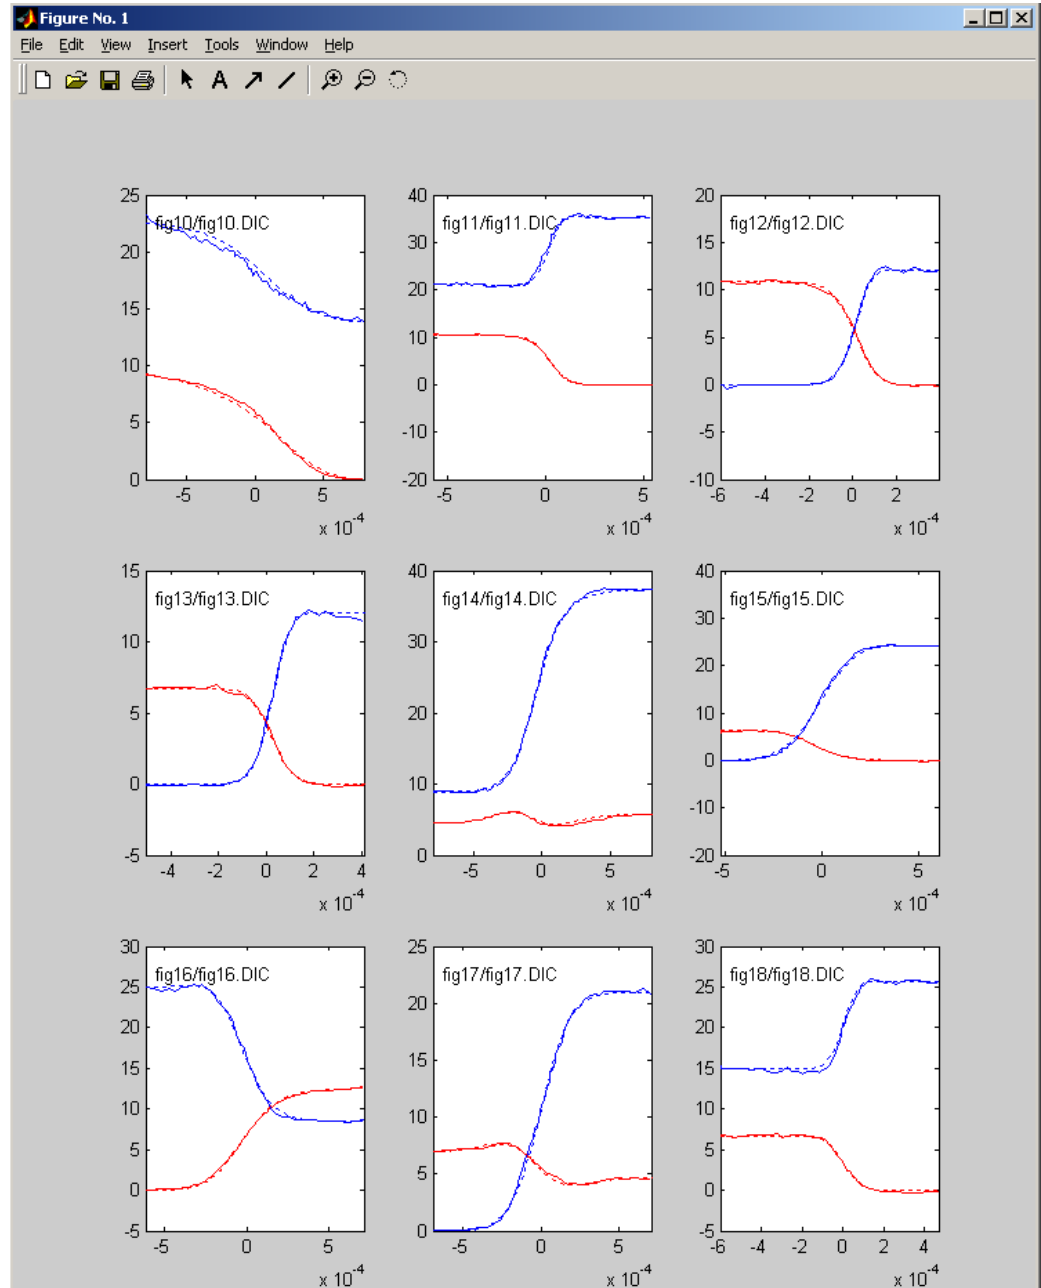 Figure No. 1
File Edit View Insert Tools Window Help
fig10/fig10.DIC
25
20
15
10
5
0
-5 0 5
x 10^-4
fig11/fig11.DIC
40
30
20
10
0
-10
-20
-5 0 5
x 10^-4
fig12/fig12.DIC
20
15
10
5
0
-5
-10
-6 -4 -2 0 2
x 10^-4
fig13/fig13.DIC
15
10
5
0
-5
-4 -2 0 2 4
x 10^-4
fig14/fig14.DIC
40
30
20
10
0
-5 0 5
x 10^-4
fig15/fig15.DIC
40
30
20
10
0
-10
-20
-5 0 5
x 10^-4
fig16/fig16.DIC
30
25
20
15
10
5
0
-5
-5 0 5
x 10^-4
fig17/fig17.DIC
25
20
15
10
5
0
-5 0 5
x 10^-4
fig18/fig18.DIC
30
25
20
15
10
5
0
-5
-6 -4 -2 0 2 4
x 10^-4